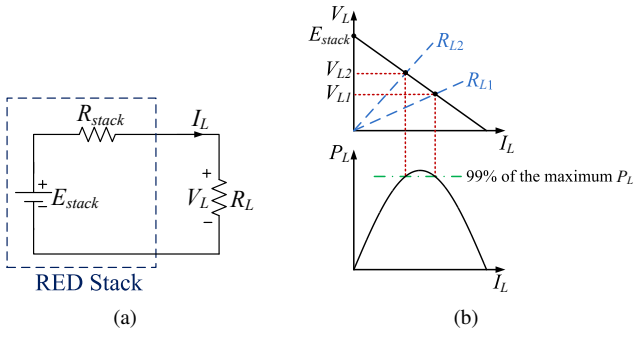 R_stack
I_L
+
E_stack
-
+
V_L
R_L
-
RED Stack
(a)
V_L
E_stack
R_L2
V_L2
R_L1
V_L1
I_L
P_L
99% of the maximum P_L
I_L
(b)